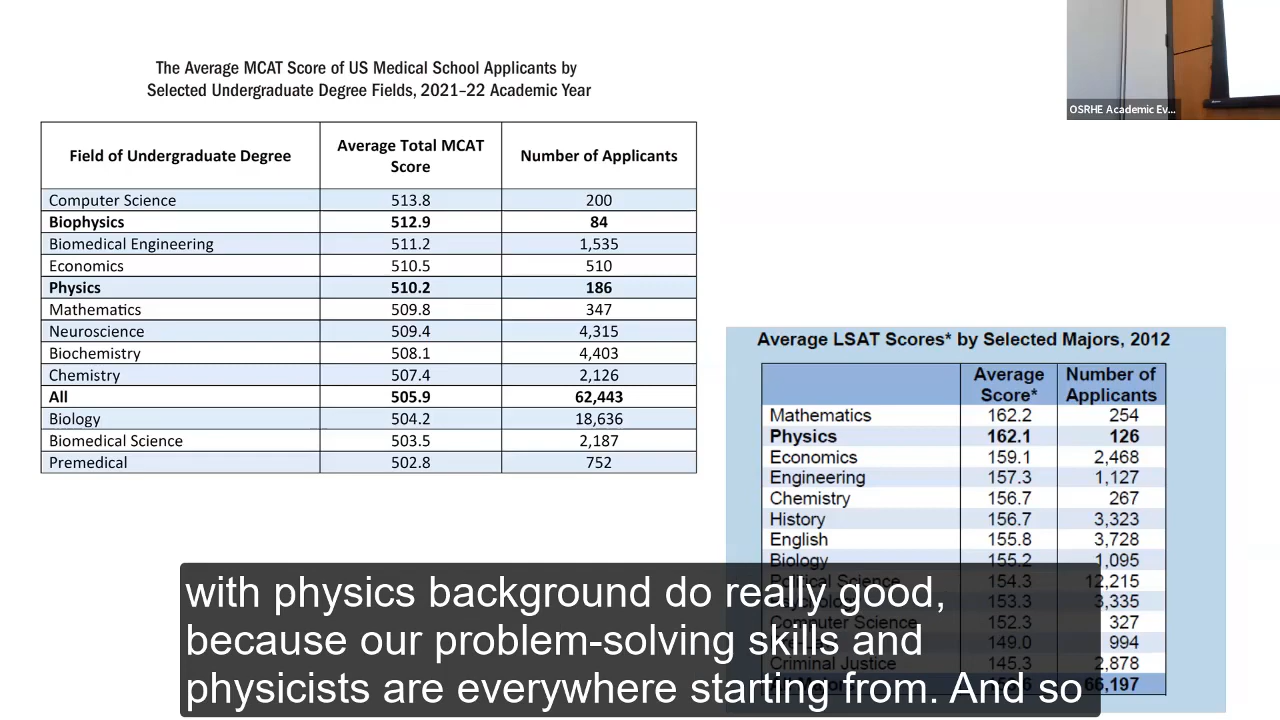 The Average MCAT Score of US Medical School Applicants by
Selected Undergraduate Degree Fields, 2021–22 Academic Year
OSRHE Academic Ev...
Field of Undergraduate Degree Average Total MCAT Score Number of Applicants
Computer Science 513.8 200
Biophysics 512.9 84
Biomedical Engineering 511.2 1,535
Economics 510.5 510
Physics 510.2 186
Mathematics 509.8 347
Neuroscience 509.4 4,315
Biochemistry 508.1 4,403
Chemistry 507.4 2,126
All 505.9 62,443
Biology 504.2 18,636
Biomedical Science 503.5 2,187
Premedical 502.8 752
Average LSAT Scores* by Selected Majors, 2012
Average Score* Number of Applicants
Mathematics 162.2 254
Physics 162.1 126
Economics 159.1 2,468
Engineering 157.3 1,127
Chemistry 156.7 267
History 156.7 3,323
English 155.8 3,728
Biology 155.2 1,095
Political Science 154.3 12,215
Psychology 153.3 3,335
Computer Science 152.3 327
149.0 994
Criminal Justice 145.3 2,878
66,197
with physics background do really good,
because our problem-solving skills and
physicists are everywhere starting from. And so